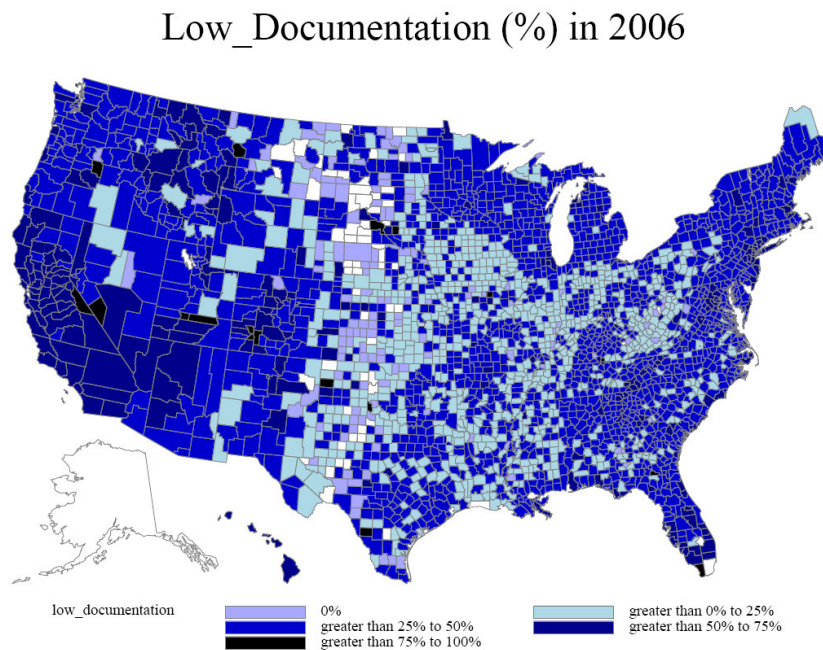 Low_Documentation (%) in 2006
low_documentation
0%
greater than 0% to 25%
greater than 25% to 50%
greater than 50% to 75%
greater than 75% to 100%